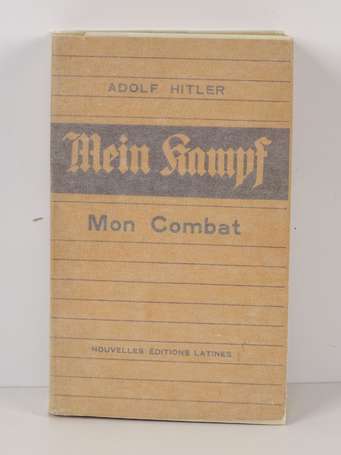 ADOLF HITLER
Mein Kampf
Mon Combat
NOUVELLES ÉDITIONS LATINES